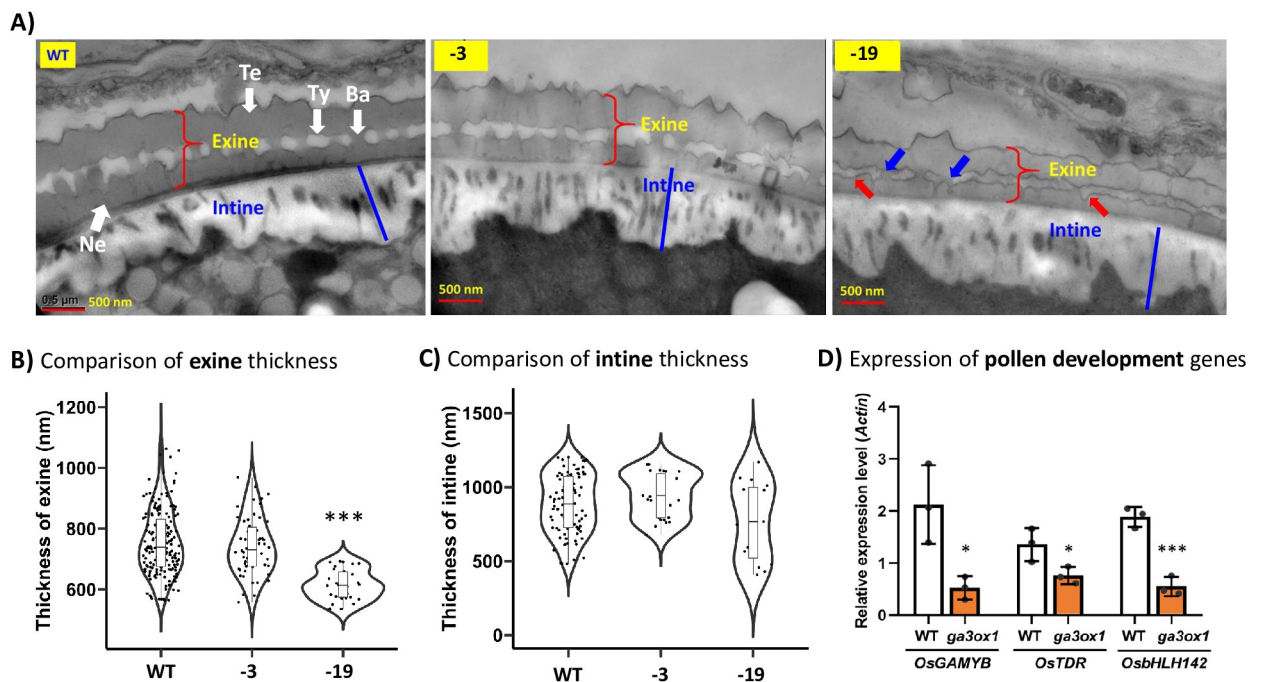 A)
WT
-3
-19
Te
Ty
Ba
Exine
Intine
Ne
0.5 µm
500 nm
Exine
Intine
500 nm
Exine
Intine
500 nm
B) Comparison of exine thickness
Thickness of exine (nm)
1200
1000
800
600
***
WT
-3
-19
C) Comparison of intine thickness
Thickness of intine (nm)
1500
1000
500
0
WT
-3
-19
D) Expression of pollen development genes
Relative expression level (Actin)
4
3
2
1
0
*
*
***
WT ga3ox1 WT ga3ox1 WT ga3ox1
OsGAMYB OsTDR OsbHLH142